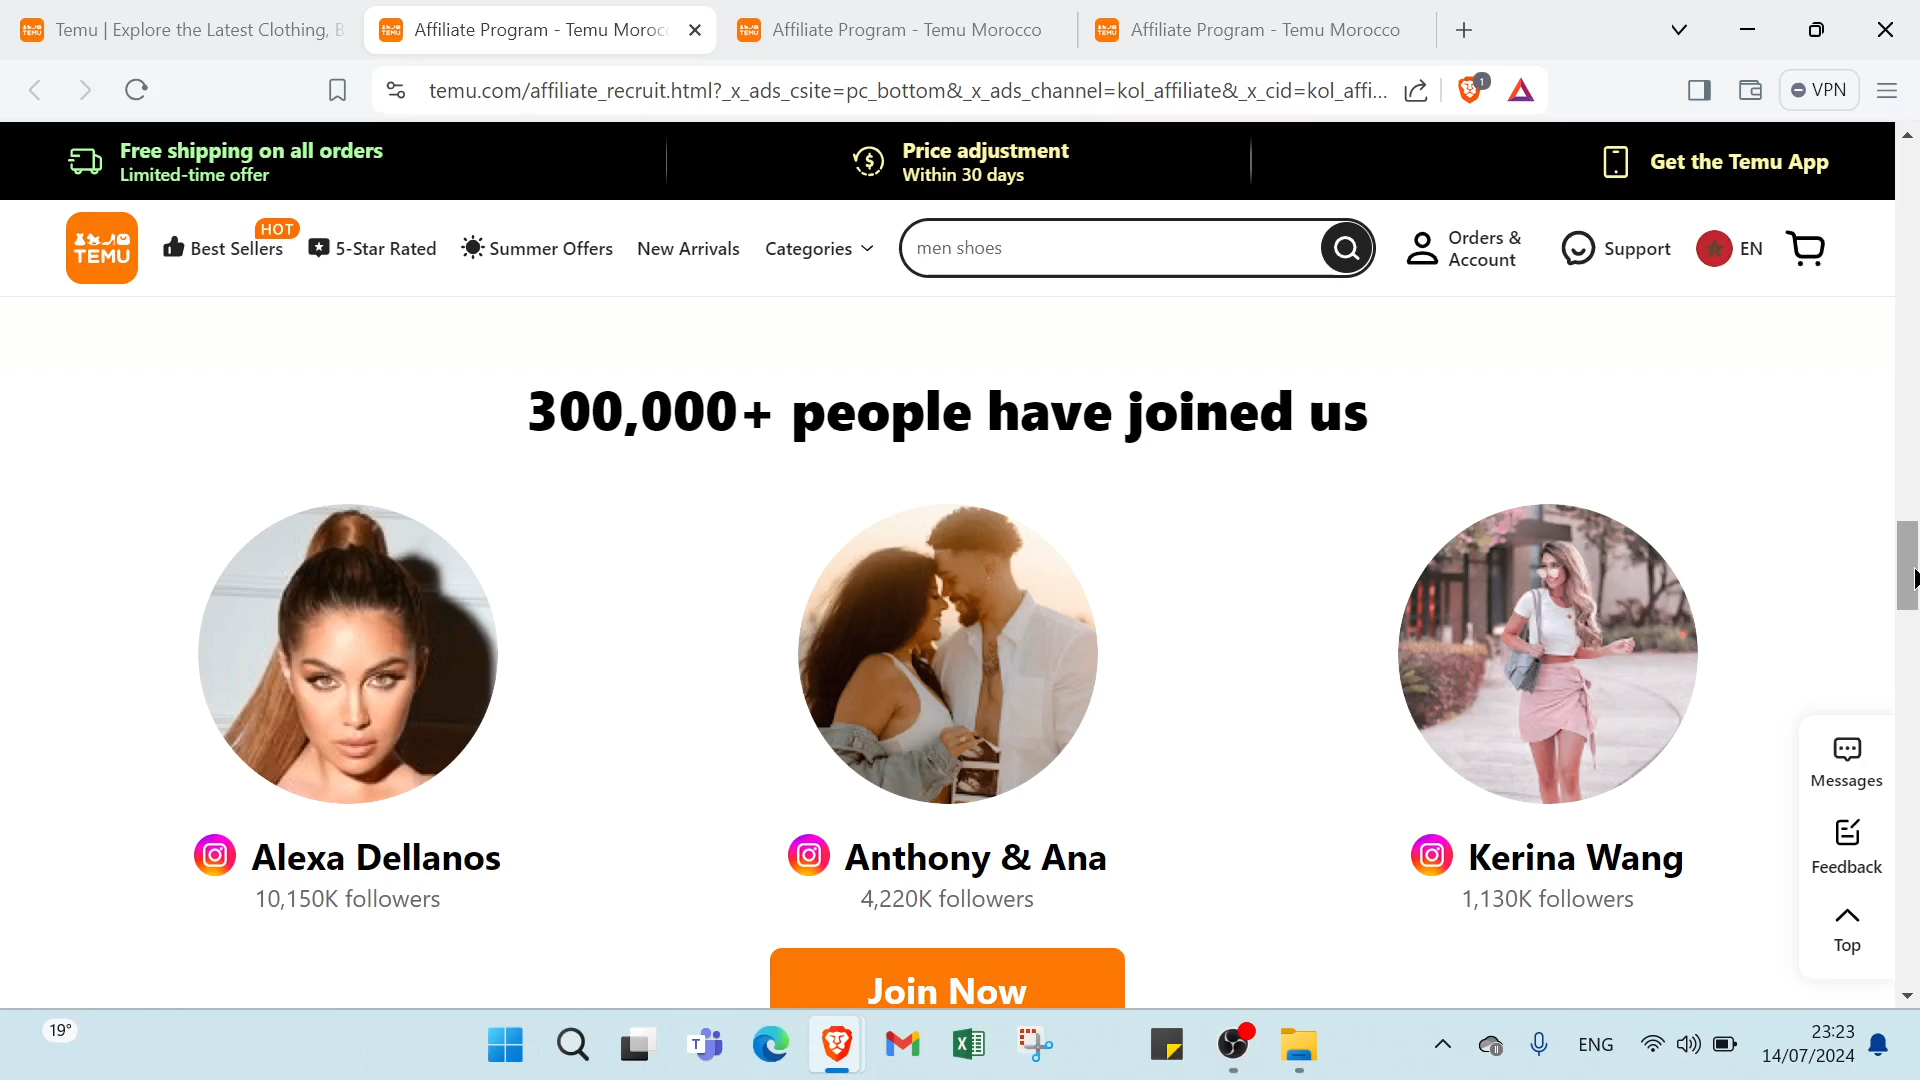 Temu | Explore the Latest Clothing, B
Affiliate Program - Temu Moroc
Affiliate Program - Temu Morocco
Affiliate Program - Temu Morocco
temu.com/affiliate_recruit.html?_x_ads_csite=pc_bottom&_x_ads_channel=kol_affiliate&_x_cid=kol_affi...
1
VPN
Free shipping on all orders
Limited-time offer
Price adjustment
Within 30 days
Get the Temu App
TEMU
HOT
Best Sellers
5-Star Rated
Summer Offers
New Arrivals
Categories
men shoes
Orders &
Account
Support
EN
300,000+ people have joined us
Alexa Dellanos
10,150K followers
Anthony & Ana
4,220K followers
Kerina Wang
1,130K followers
Messages
Feedback
Top
Join Now
19°
ENG
23:23
14/07/2024